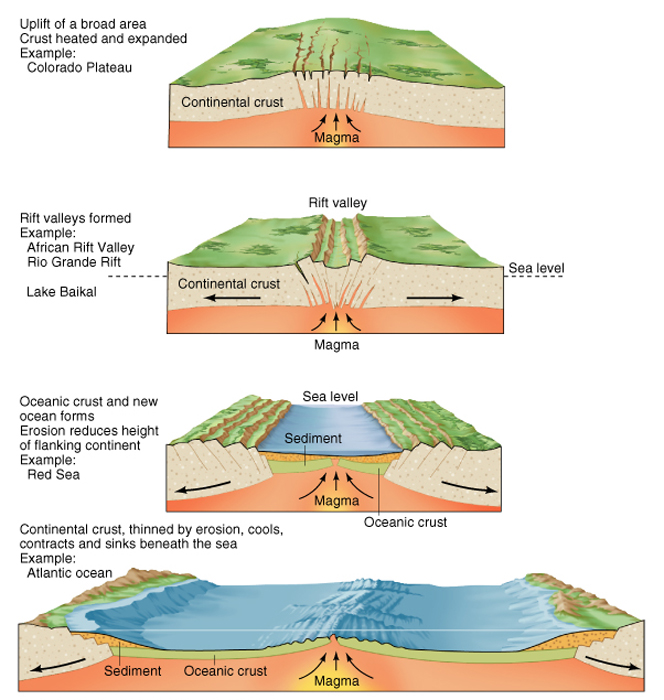 Uplift of a broad area
Crust heated and expanded
Example:
Colorado Plateau
Continental crust
Magma
Rift valley
Rift valleys formed
Example:
African Rift Valley
Rio Grande Rift
Lake Baikal
Sea level
Continental crust
Magma
Oceanic crust and new
ocean forms
Erosion reduces height
of flanking continent
Example:
Red Sea
Sea level
Sediment
Magma
Oceanic crust
Continental crust, thinned by erosion, cools,
contracts and sinks beneath the sea
Example:
Atlantic ocean
Sediment
Oceanic crust
Magma